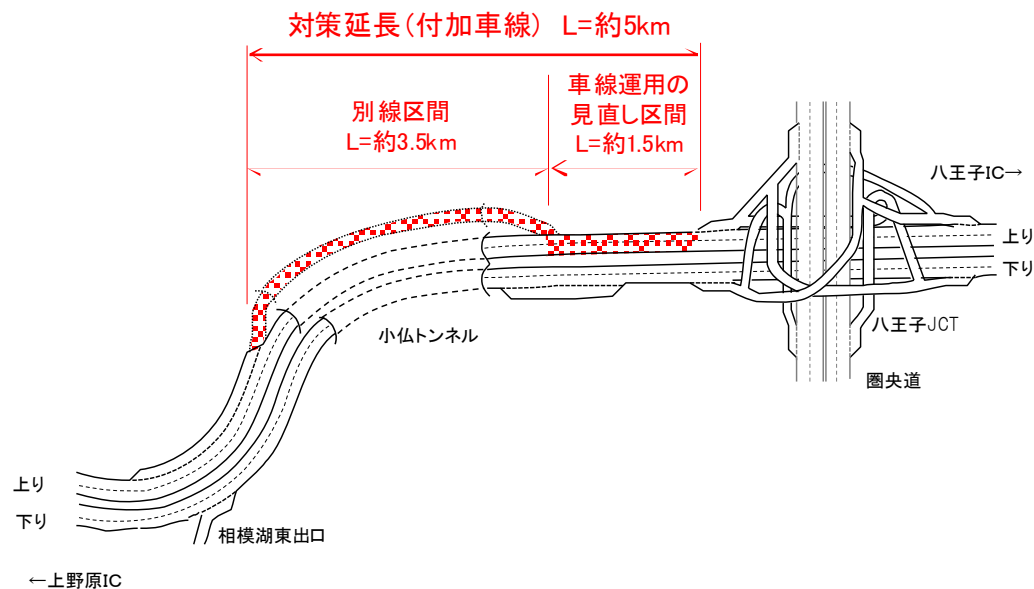 対策延長(付加車線) L=約5km
別線区間
L=約3.5km
車線運用の
見直し区間
L=約1.5km
八王子IC→
上り
下り
小仏トンネル
八王子JCT
圏央道
上り
下り
相模湖東出口
←上野原IC